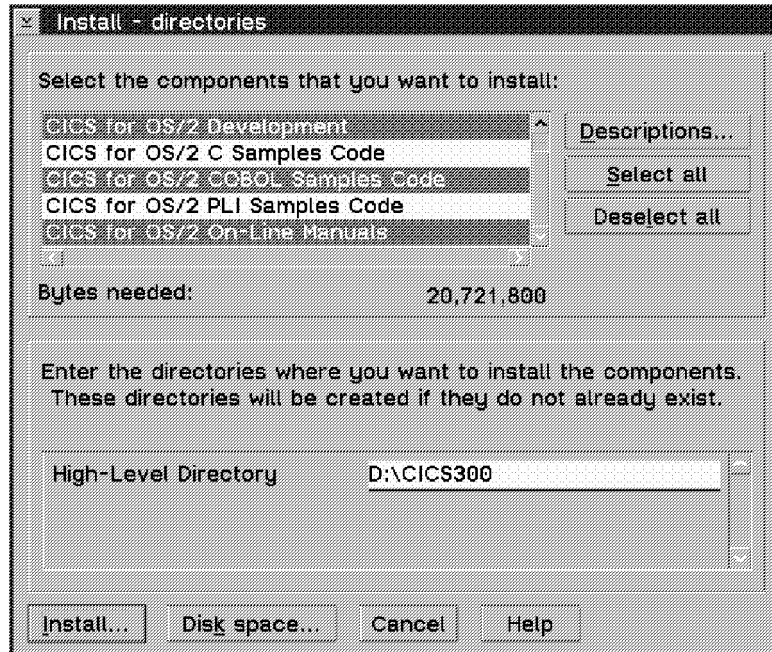 Install - directories
Select the components that you want to install:
CICS for OS/2 Development
CICS for OS/2 C Samples Code
CICS for OS/2 COBOL Samples Code
CICS for OS/2 PLI Samples Code
CICS for OS/2 On-Line Manuals
Descriptions...
Select all
Deselect all
Bytes needed: 20,721,800
Enter the directories where you want to install the components.
These directories will be created if they do not already exist.
High-Level Directory D:\CICS300
Install... Disk space... Cancel Help